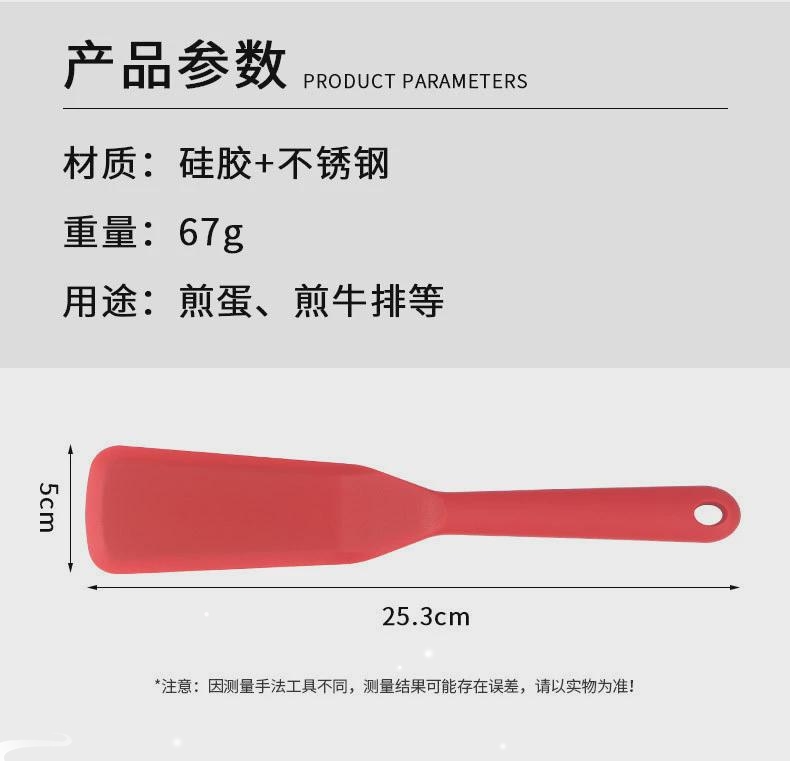 产品参数 PRODUCT PARAMETERS
材质：硅胶+不锈钢
重量：67g
用途：煎蛋、煎牛排等
5cm
25.3cm
*注意：因测量手法工具不同，测量结果可能存在误差，请以实物为准！